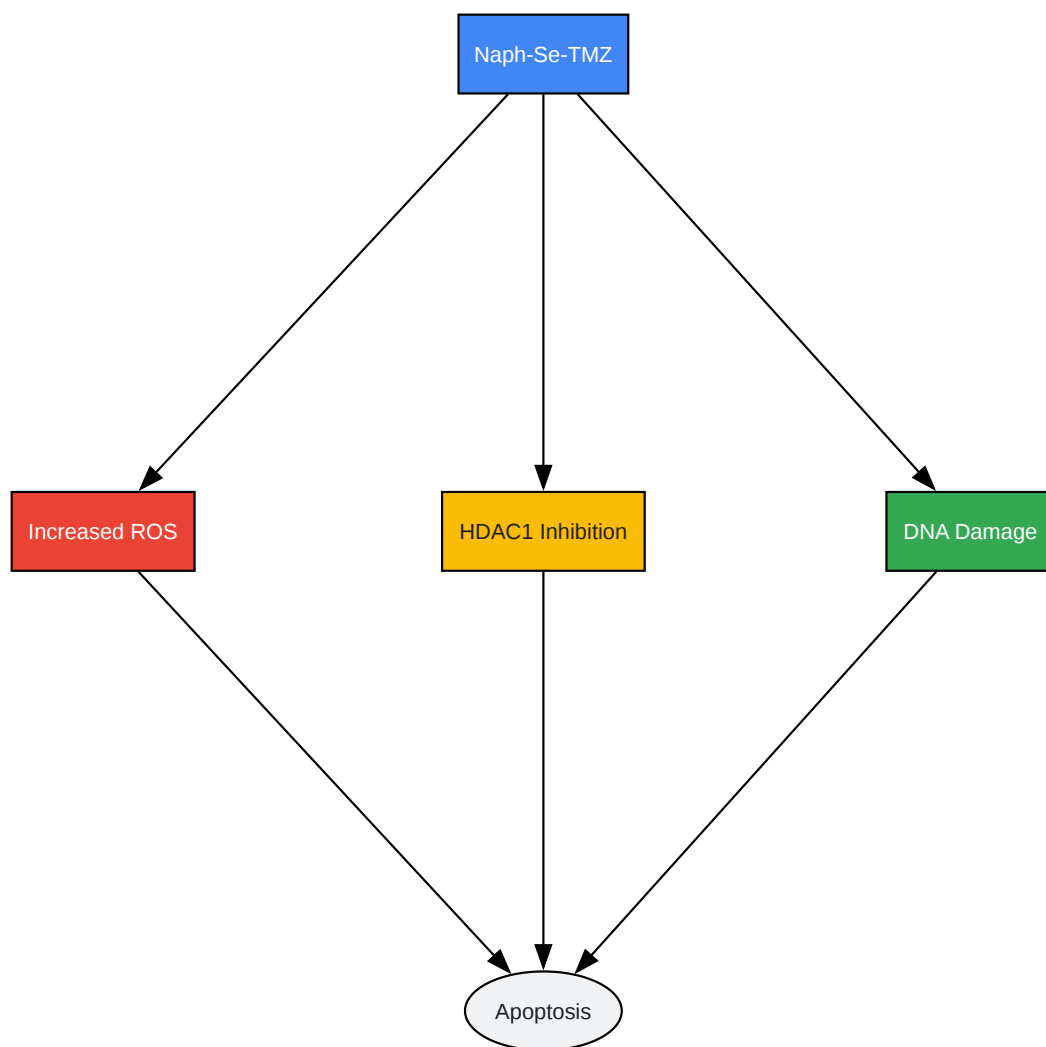 Naph-Se-TMZ
Increased ROS
HDAC1 Inhibition
DNA Damage
Apoptosis